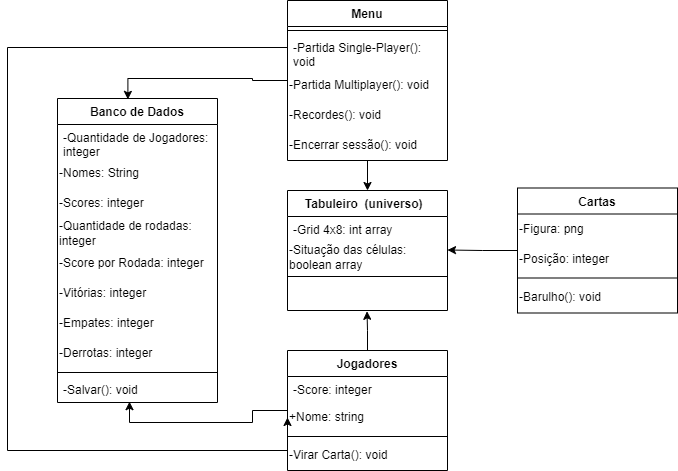 Menu
-Partida Single-Player():
void
-Partida Multiplayer(): void
-Recordes(): void
-Encerrar sessão(): void
Banco de Dados
-Quantidade de Jogadores:
integer
-Nomes: String
-Scores: integer
-Quantidade de rodadas:
integer
-Score por Rodada: integer
-Vitórias: integer
-Empates: integer
-Derrotas: integer
-Salvar(): void
Tabuleiro (universo)
-Grid 4x8: int array
-Situação das células:
boolean array
Cartas
-Figura: png
-Posição: integer
-Barulho(): void
Jogadores
-Score: integer
+Nome: string
-Virar Carta(): void